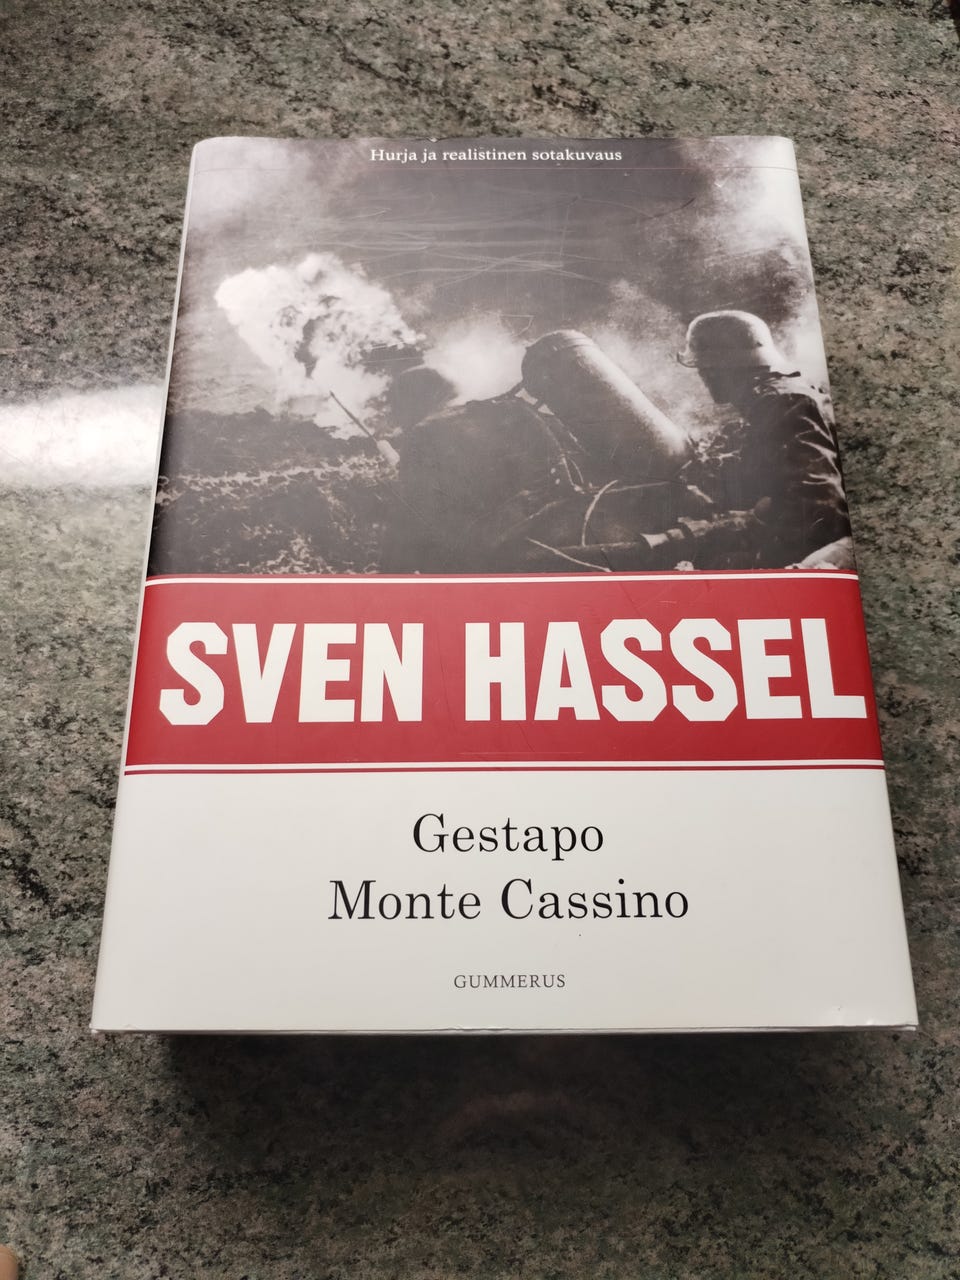 Hurja ja realistinen sotakuvaus
SVEN HASSEL
Gestapo
Monte Cassino
GUMMERUS